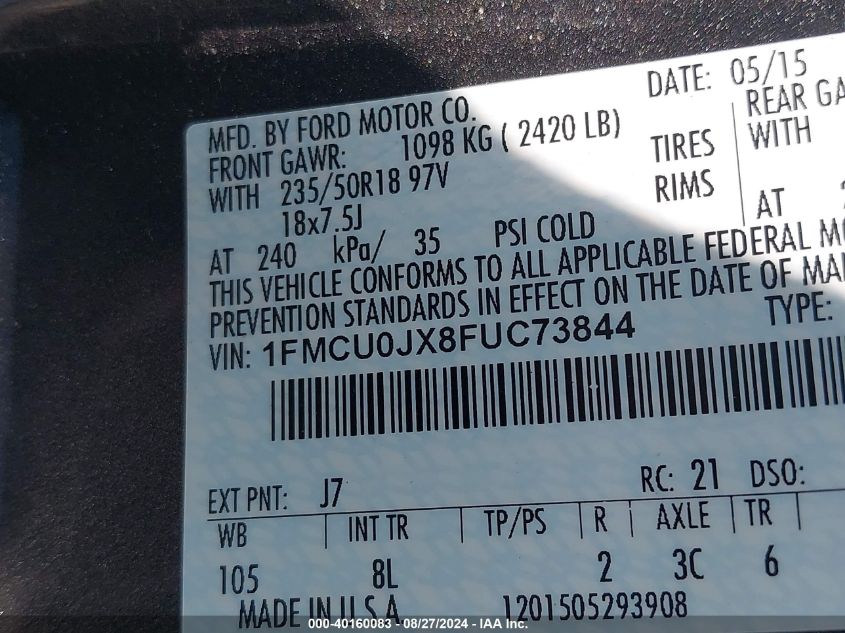 DATE: 05/15
MFD. BY FORD MOTOR CO.
FRONT GAWR: 1098 KG ( 2420 LB)
REAR
WITH 235/50R18 97V TIRES WITH
18x7.5J RIMS
AT 240 kPa/ 35 PSI COLD AT
THIS VEHICLE CONFORMS TO ALL APPLICABLE FEDERAL
PREVENTION STANDARDS IN EFFECT ON THE DATE OF
VIN: 1FMCU0JX8FUC73844 TYPE:
EXT PNT: J7 RC: 21 DSO:
WB INT TR TP/PS R AXLE TR
105 8L 2 3C 6
MADE IN U.S.A. 1201505293908
000-40160083 - 08/27/2024 - IAA Inc.